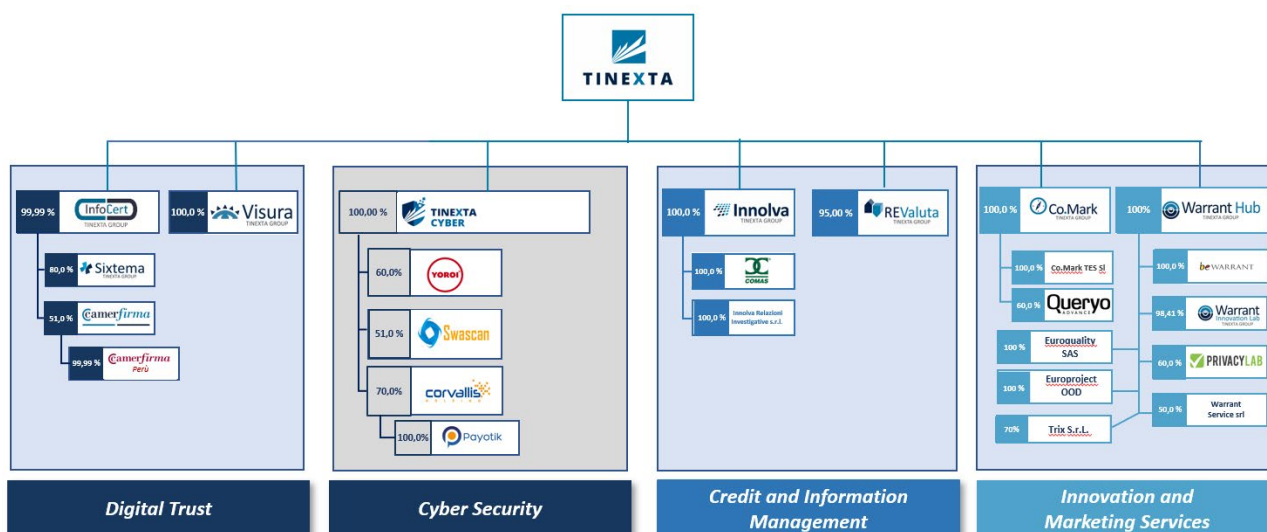 TINEXTA
99,99 %
InfoCert
TINEXTA GROUP
100,0 %
Visura
TINEXTA GROUP
80,0 %
Sixtema
TINEXTA GROUP
51,0 %
Camerfirma
99,99 %
Camerfirma
Perù
Digital Trust
100,00 %
TINEXTA
CYBER
60,0%
YOROI
51,0 %
Swascan
70,0%
corvallis
HOLDING
100,0%
Payotik
Cyber Security
100,0 %
Innolva
TINEXTA GROUP
95,00 %
REValuta
TINEXTA GROUP
100,0 %
COMAS
100,0 %
Innolva Relazioni
Investigative s.r.l.
Credit and Information
Management
100,0 %
Co.Mark
TINEXTA GROUP
100%
Warrant Hub
TINEXTA GROUP
100,0 %
Co.Mark TES Sl
60,0 %
Queryo
ADVANCE
100 %
Euroquality
SAS
100 %
Europroject
OOD
70%
Trix S.r.L.
100,0 %
beWARRANT
98,41 %
Warrant
Innovation Lab
TINEXTA GROUP
60,0 %
PRIVACYLAB
50,0 %
Warrant
Service srl
Innovation and
Marketing Services